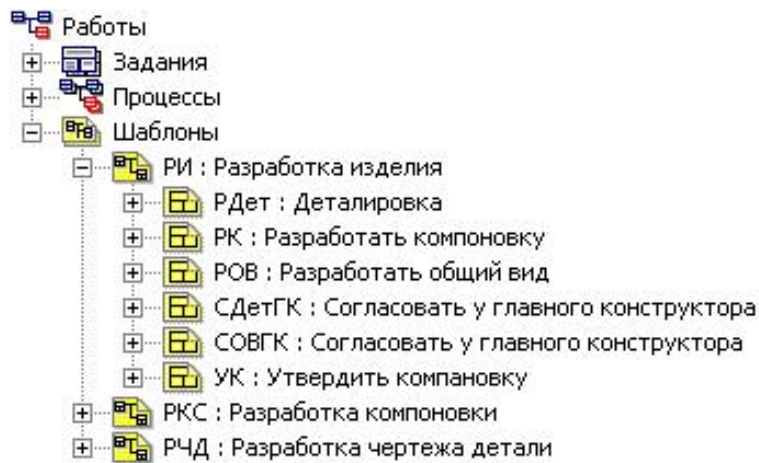 Работы
Задания
Процессы
Шаблоны
РИ : Разработка изделия
РДет : Деталировка
РК : Разработать компоновку
РОВ : Разработать общий вид
СДетГК : Согласовать у главного конструктора
СОВГК : Согласовать у главного конструктора
УК : Утвердить компановку
РКС : Разработка компоновки
РЧД : Разработка чертежа детали